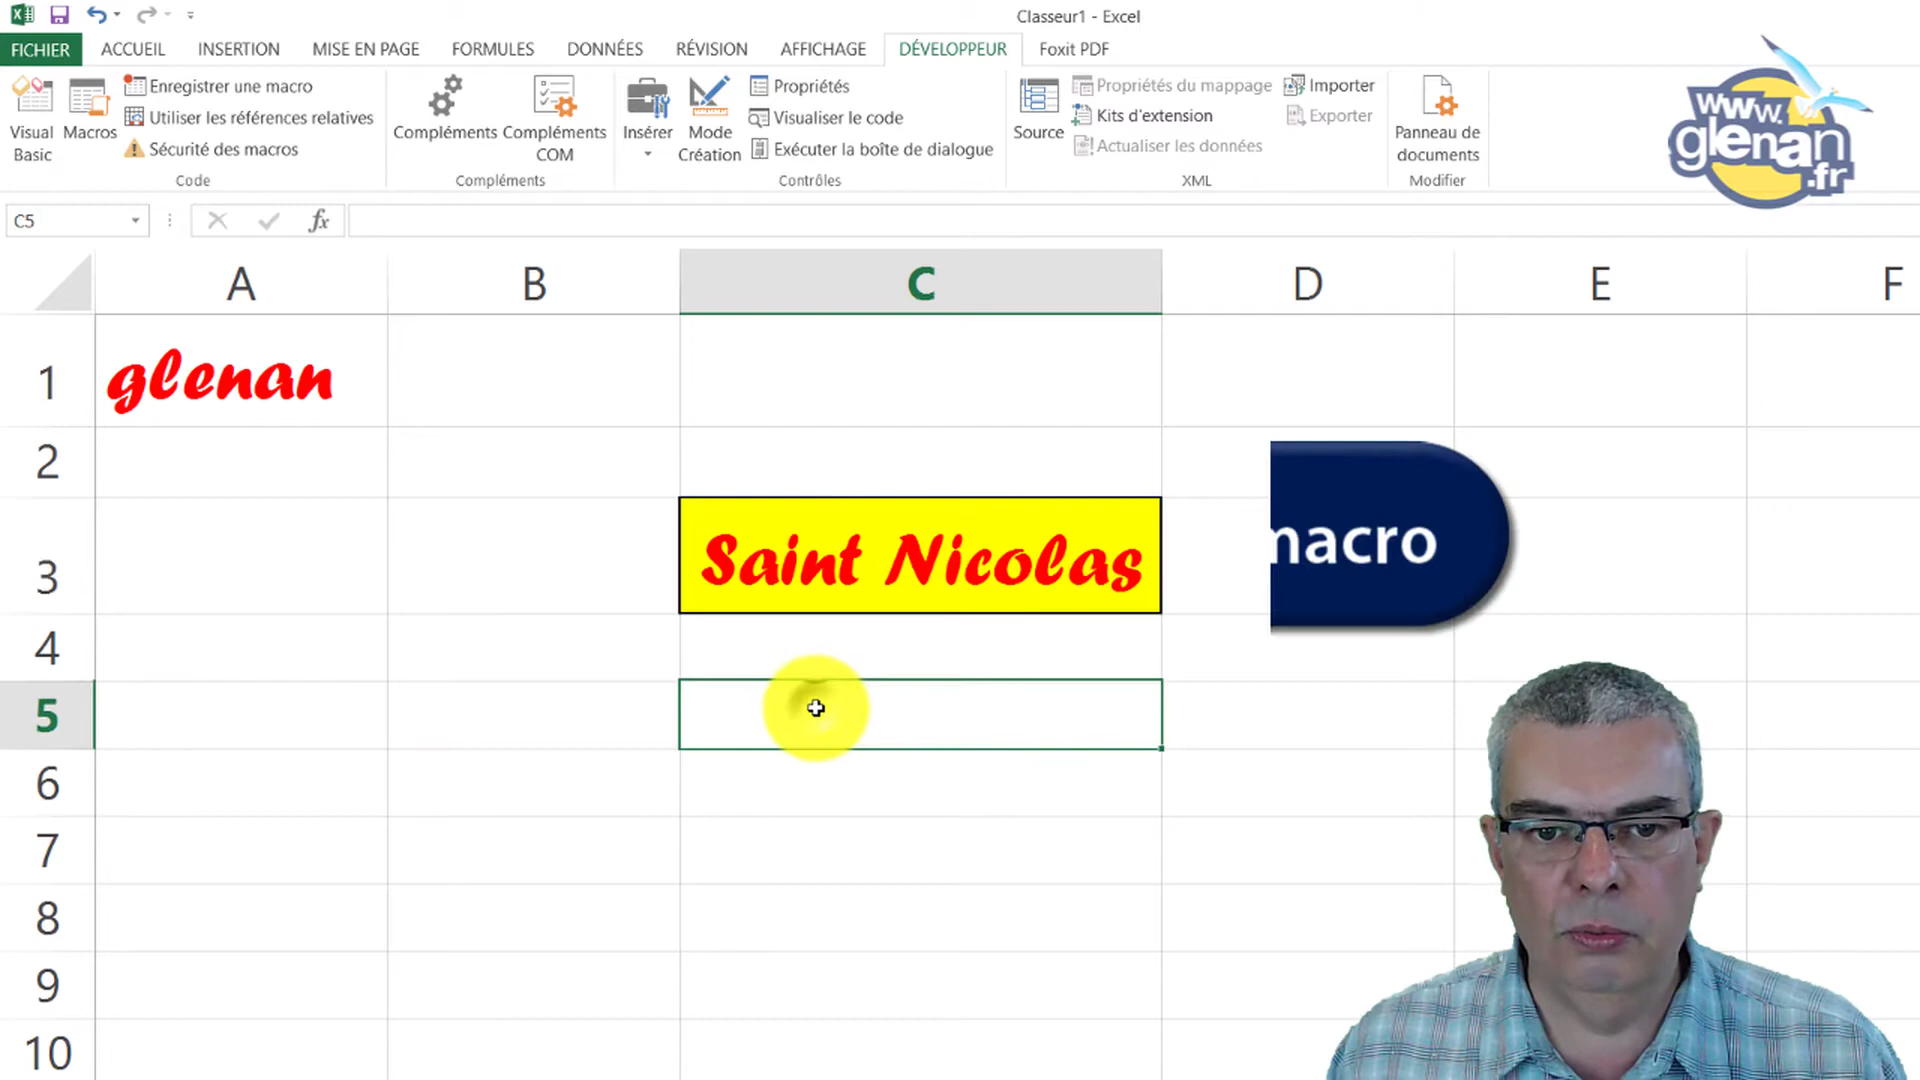 Classeur1 - Excel
FICHIER ACCUEIL INSERTION MISE EN PAGE FORMULES DONNÉES RÉVISION AFFICHAGE DÉVELOPPEUR Foxit PDF
Visual Basic
Macros
Enregistrer une macro
Utiliser les références relatives
Sécurité des macros
Code
Compléments
Compléments COM
Compléments
Insérer
Mode Création
Propriétés
Visualiser le code
Exécuter la boîte de dialogue
Contrôles
Source
Propriétés du mappage
Kits d'extension
Actualiser les données
Importer
Exporter
XML
Panneau de documents
Modifier
www.
glenan
.fr
C5 fx
A B C D E F
1 glenan
2
macro
3 Saint Nicolas
4
5
6
7
8
9
10